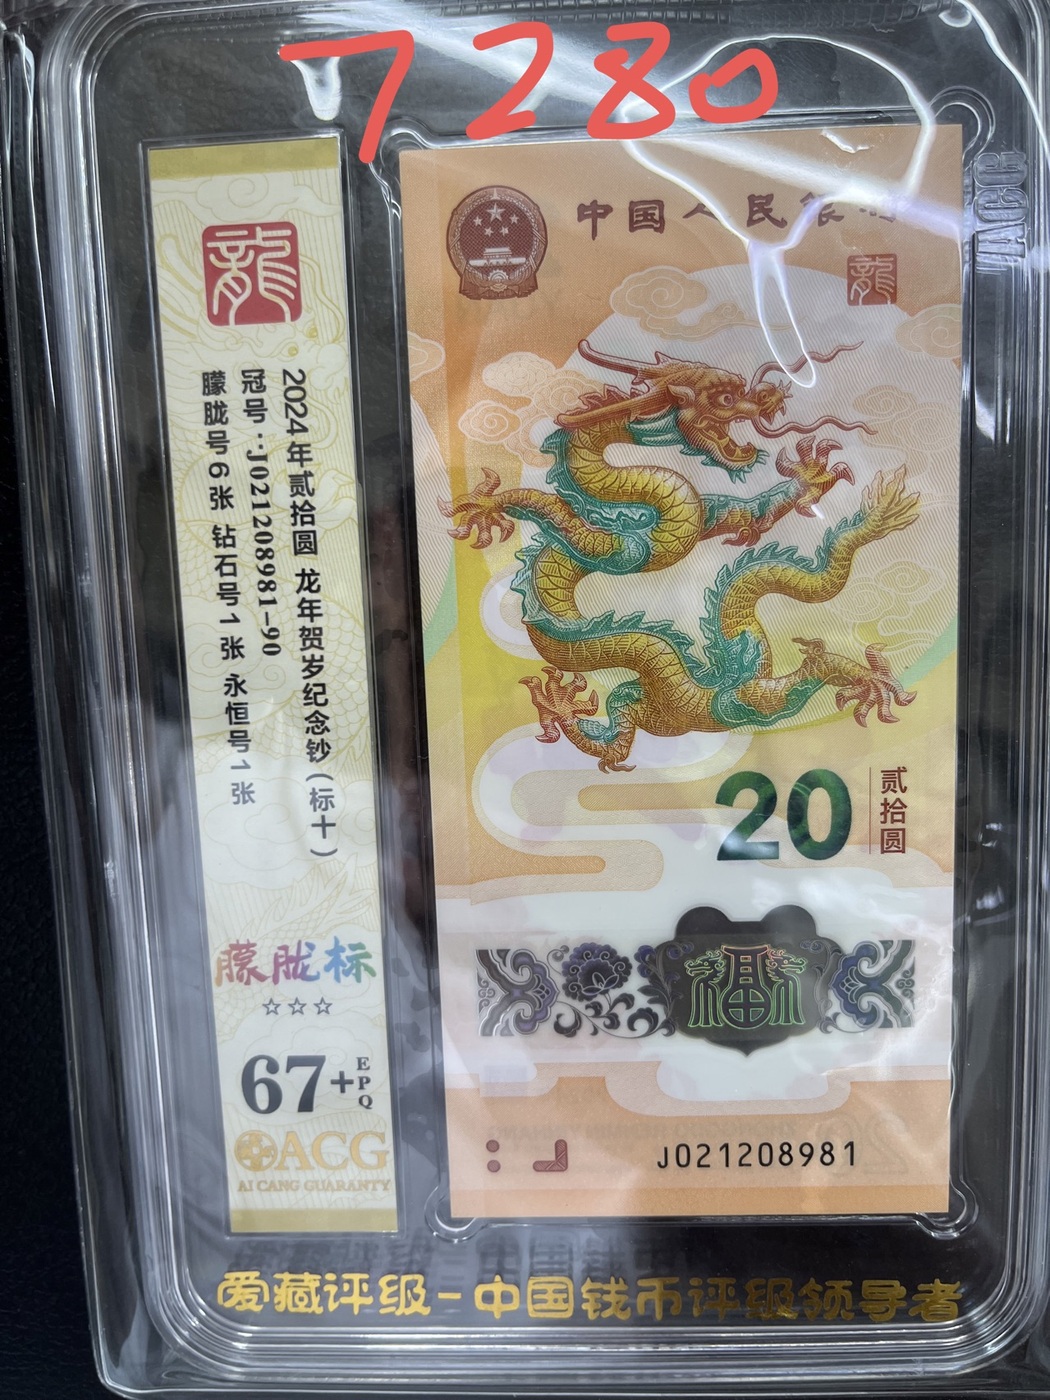 7280
龍
2024年贰拾圆 龙年贺岁纪念钞(标十)
冠号:J021208981-90
朦胧号6张 钻石号1张 永恒号1张
朦胧标
☆☆☆
67+EPQ
ACG
AI CANG GUARANTY
中国人民银
龍
20
贰拾圆
福
J021208981
ACG
爱藏评级-中国钱币评级领导者